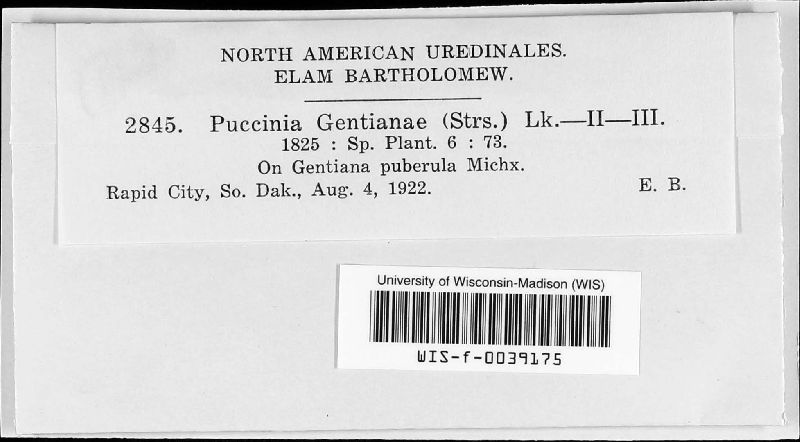 NORTH AMERICAN UREDINALES.
ELAM BARTHOLOMEW.
2845. Puccinia Gentianae (Strs.) Lk.—II—III.
1825 : Sp. Plant. 6 : 73.
On Gentiana puberula Michx.
Rapid City, So. Dak., Aug. 4, 1922. E. B.
University of Wisconsin-Madison (WIS)
WIS-f-0039175